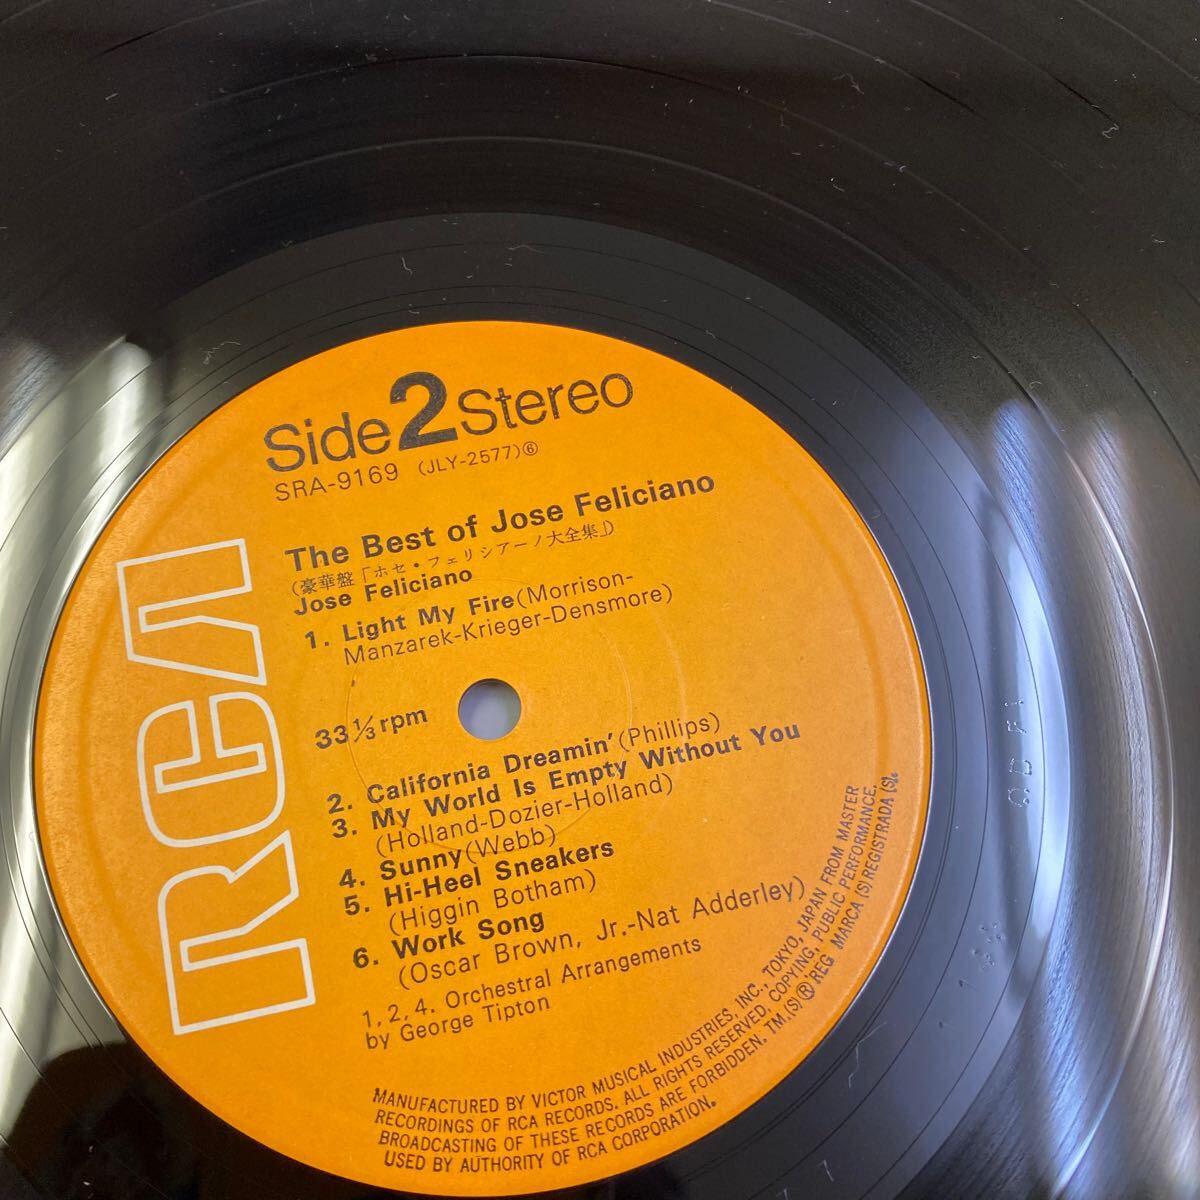 RCA
Side 2 Stereo
SRA-9169 (JLY-2577)⑥
The Best of Jose Feliciano
(豪華盤「ホセ・フェリシアーノ大全集」)
Jose Feliciano
1. Light My Fire (Morrison-
Manzarek-Krieger-Densmore)
33 1/3 rpm
2. California Dreamin' (Phillips)
3. My World Is Empty Without You
(Holland-Dozier-Holland)
4. Sunny (Webb)
5. Hi-Heel Sneakers
(Higgin Botham)
6. Work Song
(Oscar Brown, Jr.-Nat Adderley)
1, 2, 4. Orchestral Arrangements
by George Tipton
MANUFACTURED BY VICTOR MUSICAL INDUSTRIES, INC., TOKYO, JAPAN FROM MASTER
RECORDINGS OF RCA RECORDS. ALL RIGHTS RESERVED. COPYING, PUBLIC PERFORMANCE.
BROADCASTING OF THESE RECORDS ARE FORBIDDEN. TM.(S)® REG MARCA (S) REGISTRADA (S).
USED BY AUTHORITY OF RCA CORPORATION.